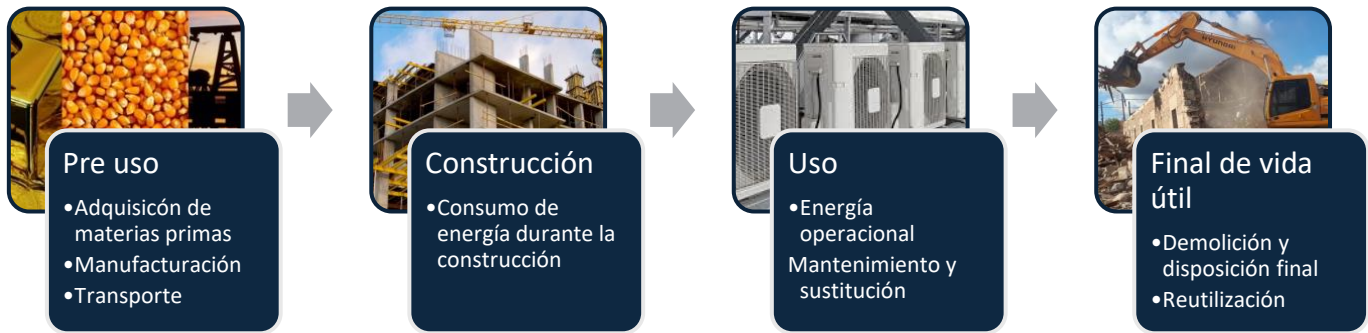 Pre uso
•Adquisicón de
materias primas
•Manufacturación
•Transporte
Construcción
•Consumo de
energía durante la
construcción
Uso
•Energía
operacional
Mantenimiento y
sustitución
HYUNDAI
Final de vida
útil
•Demolición y
disposición final
•Reutilización